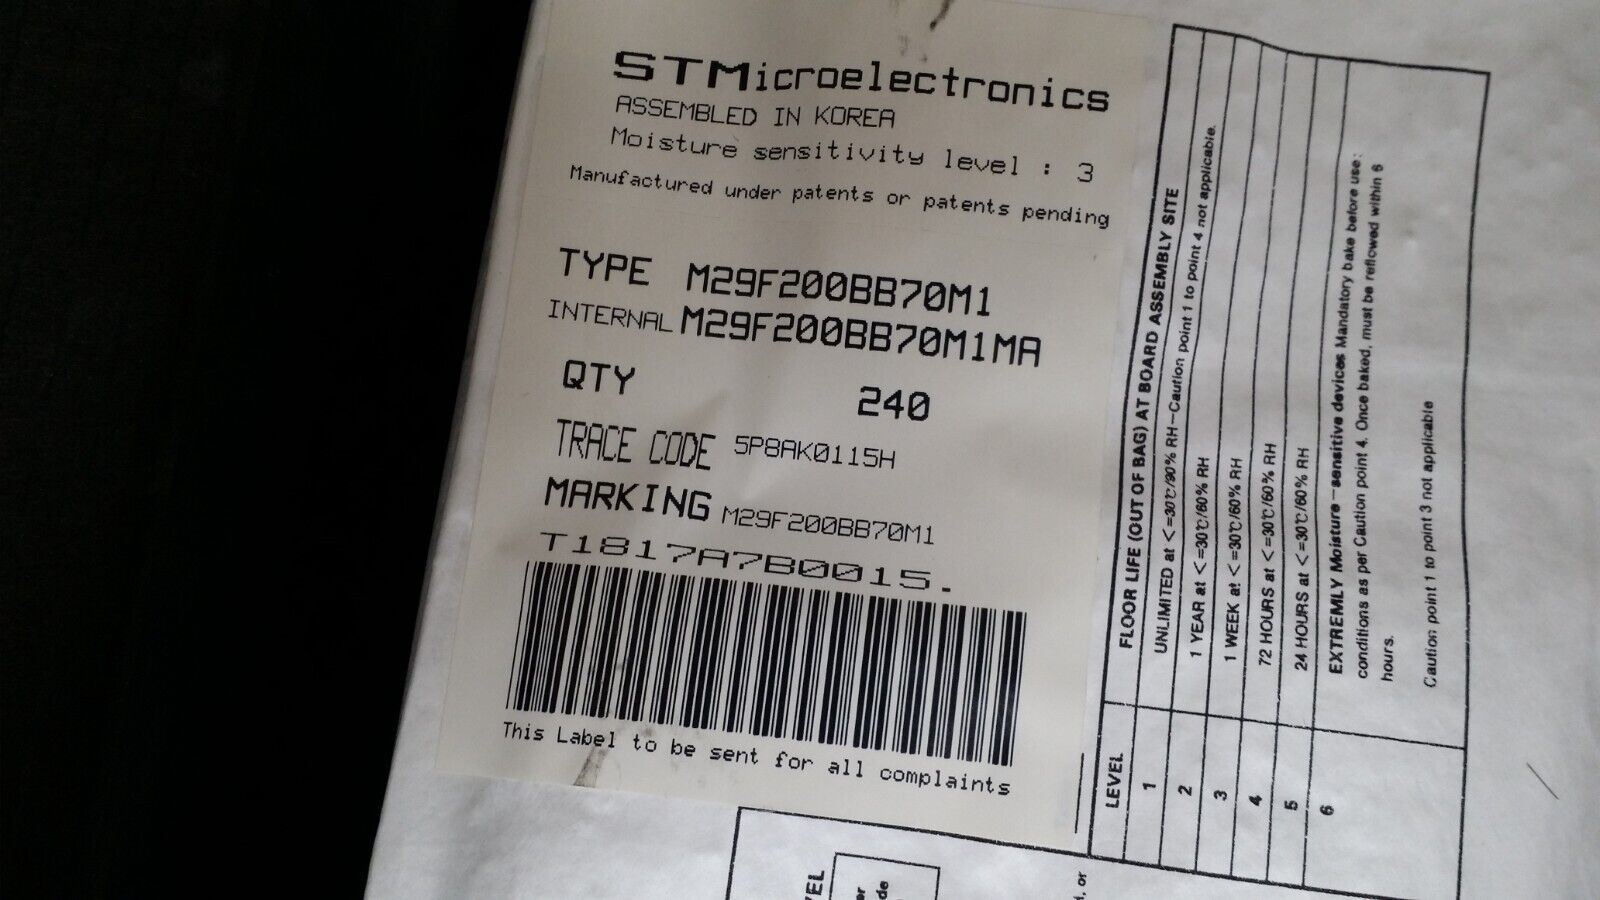 STMicroelectronics
ASSEMBLED IN KOREA
Moisture sensitivity level : 3
Manufactured under patents or patents pending
TYPE M29F200BB70M1
INTERNAL M29F200BB70M1MA
QTY 240
TRACE CODE 5P8AK0115H
MARKING M29F200BB70M1
T1817A7B0015.
This Label to be sent for all complaints
LEVEL FLOOR LIFE (OUT OF BAG) AT BOARD ASSEMBLY SITE
1 UNLIMITED at <=30℃/90% RH-Caution point 1 to point 4 not applicable.
2 1 YEAR at <=30℃/60% RH
3 1 WEEK at <=30℃/60% RH
4 72 HOURS at <=30℃/60% RH
5 24 HOURS at <=30℃/60% RH
6 EXTREMLY Moisture-sensitive devices Mandatory bake before use:
conditions as per Caution point 4. Once baked, must be reflowed within 6
hours.
Caution point 1 to point 3 not applicable
, or